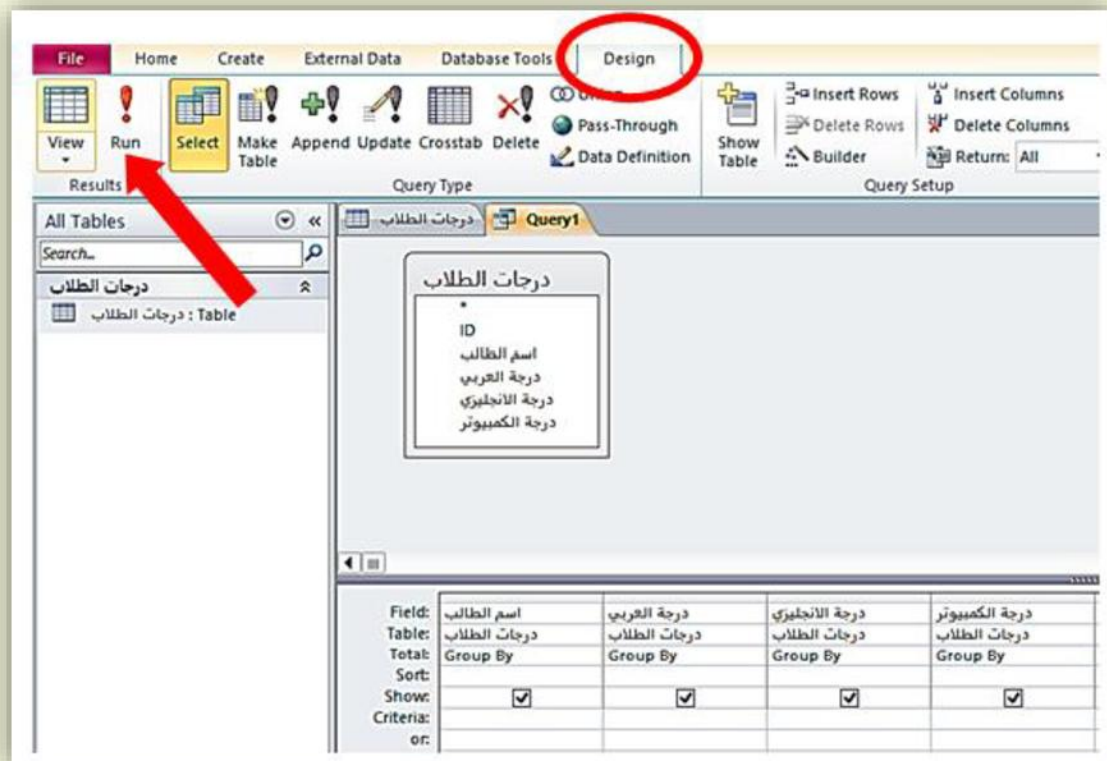 File Home Create External Data Database Tools Design
View Run Select Make Table Append Update Crosstab Delete
Pass-Through
Data Definition
Show Table
Insert Rows
Delete Rows
Builder
Insert Columns
Delete Columns
Return: All
Results Query Type Query Setup
All Tables
Search...
درجات الطلاب
درجات الطلاب : Table
درجات الطلاب Query1
درجات الطلاب
*
ID
اسم الطالب
درجة العربي
درجة الانجليزي
درجة الكمبيوتر
Field: اسم الطالب درجة العربي درجة الانجليزي درجة الكمبيوتر
Table: درجات الطلاب درجات الطلاب درجات الطلاب درجات الطلاب
Total: Group By Group By Group By Group By
Sort:
Show:
Criteria:
or: